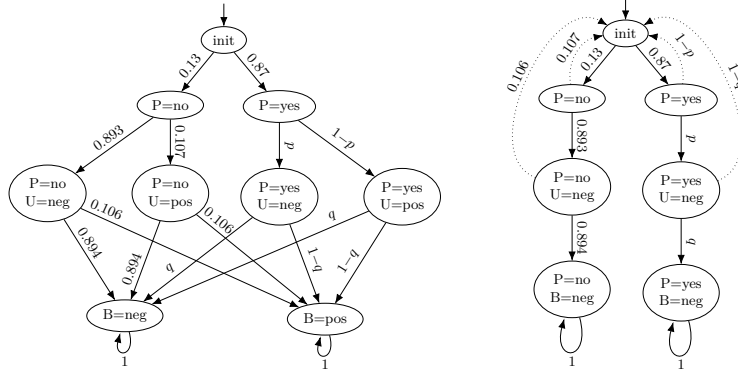 init
0.13
0.87
P=no
P=yes
0.893
0.107
p
1−p
P=no
U=neg
P=no
U=pos
P=yes
U=neg
P=yes
U=pos
0.106
0.106
q
0.894
0.894
q
1-q
1-q
B=neg
B=pos
1
1
init
0.106
0.107
0.13
0.87
1−p
P=no
P=yes
0.893
p
P=no
U=neg
P=yes
U=neg
0.894
q
P=no
B=neg
P=yes
B=neg
1
1